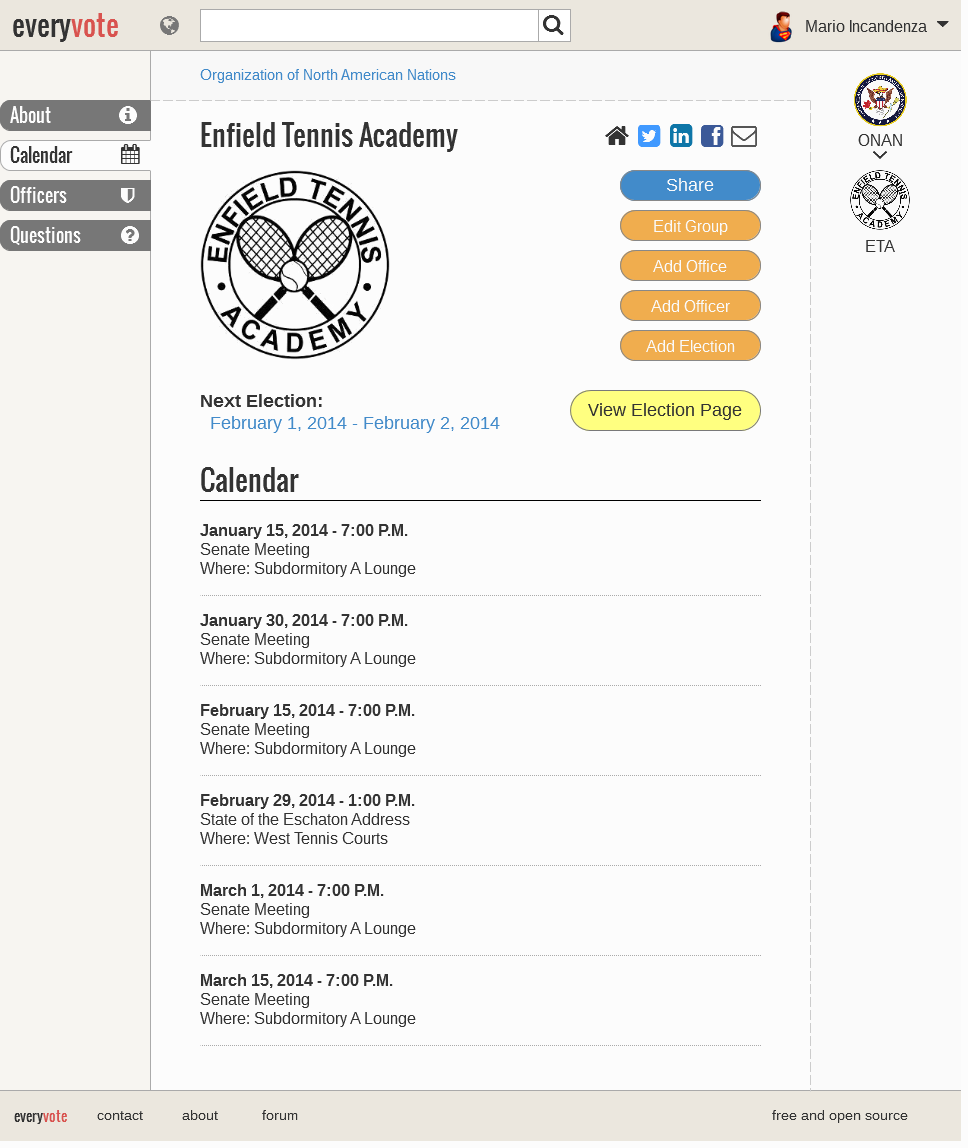 everyvote
Mario Incandenza
Organization of North American Nations
About
Calendar
Officers
Questions
Enfield Tennis Academy
ENFIELD TENNIS
ACADEMY
Share
Edit Group
Add Office
Add Officer
Add Election
Next Election:
February 1, 2014 - February 2, 2014
View Election Page
Calendar
January 15, 2014 - 7:00 P.M.
Senate Meeting
Where: Subdormitory A Lounge
January 30, 2014 - 7:00 P.M.
Senate Meeting
Where: Subdormitory A Lounge
February 15, 2014 - 7:00 P.M.
Senate Meeting
Where: Subdormitory A Lounge
February 29, 2014 - 1:00 P.M.
State of the Eschaton Address
Where: West Tennis Courts
March 1, 2014 - 7:00 P.M.
Senate Meeting
Where: Subdormitory A Lounge
March 15, 2014 - 7:00 P.M.
Senate Meeting
Where: Subdormitory A Lounge
ONAN
ENFIELD TENNIS
ACADEMY
ETA
everyvote
contact
about
forum
free and open source